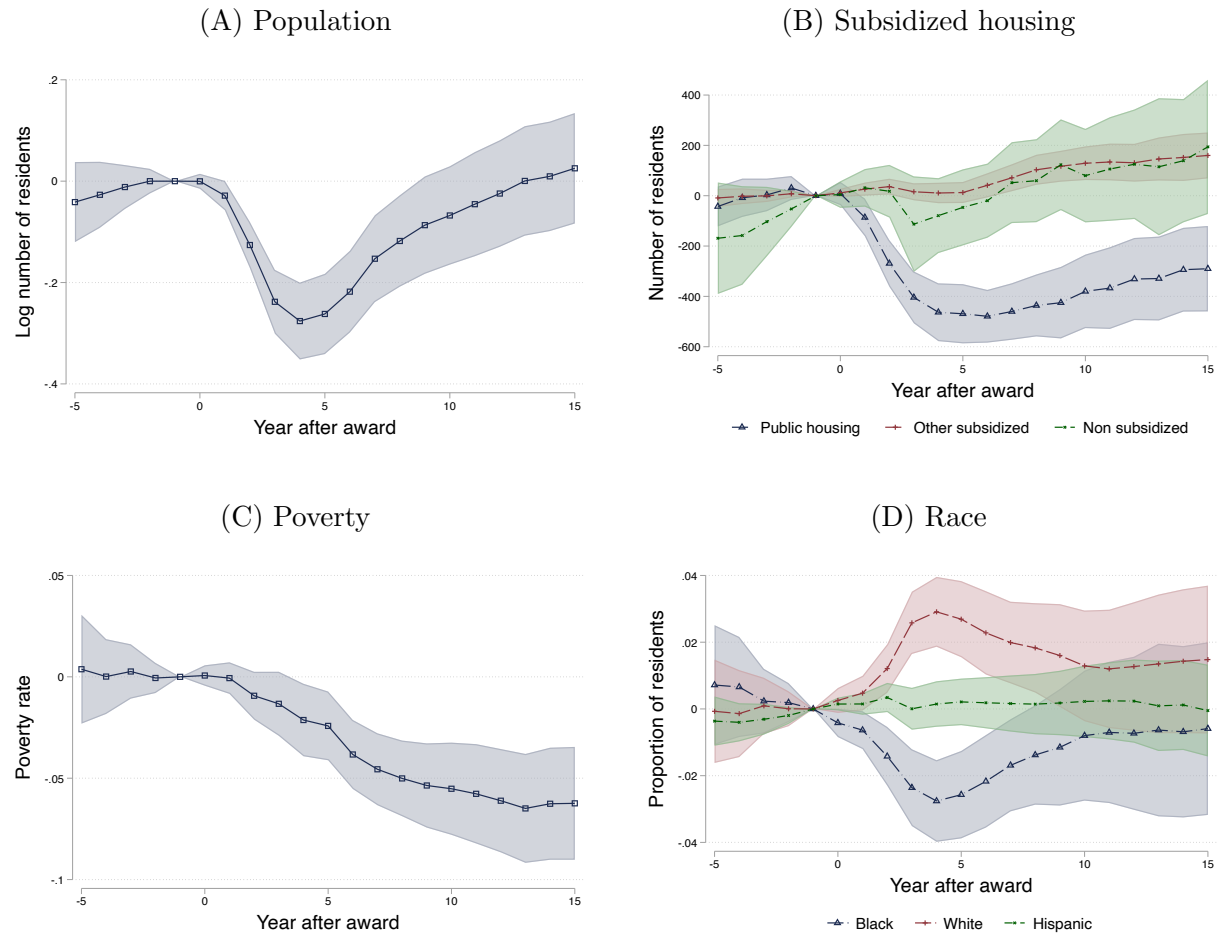 (A) Population
.2
0
-.2
-.4
Log number of residents
-5 0 5 10 15
Year after award
(B) Subsidized housing
400
200
0
-200
-400
-600
Number of residents
-5 0 5 10 15
Year after award
Public housing Other subsidized Non subsidized
(C) Poverty
.05
0
-.05
-.1
Poverty rate
-5 0 5 10 15
Year after award
(D) Race
.04
.02
0
-.02
-.04
Proportion of residents
-5 0 5 10 15
Year after award
Black White Hispanic